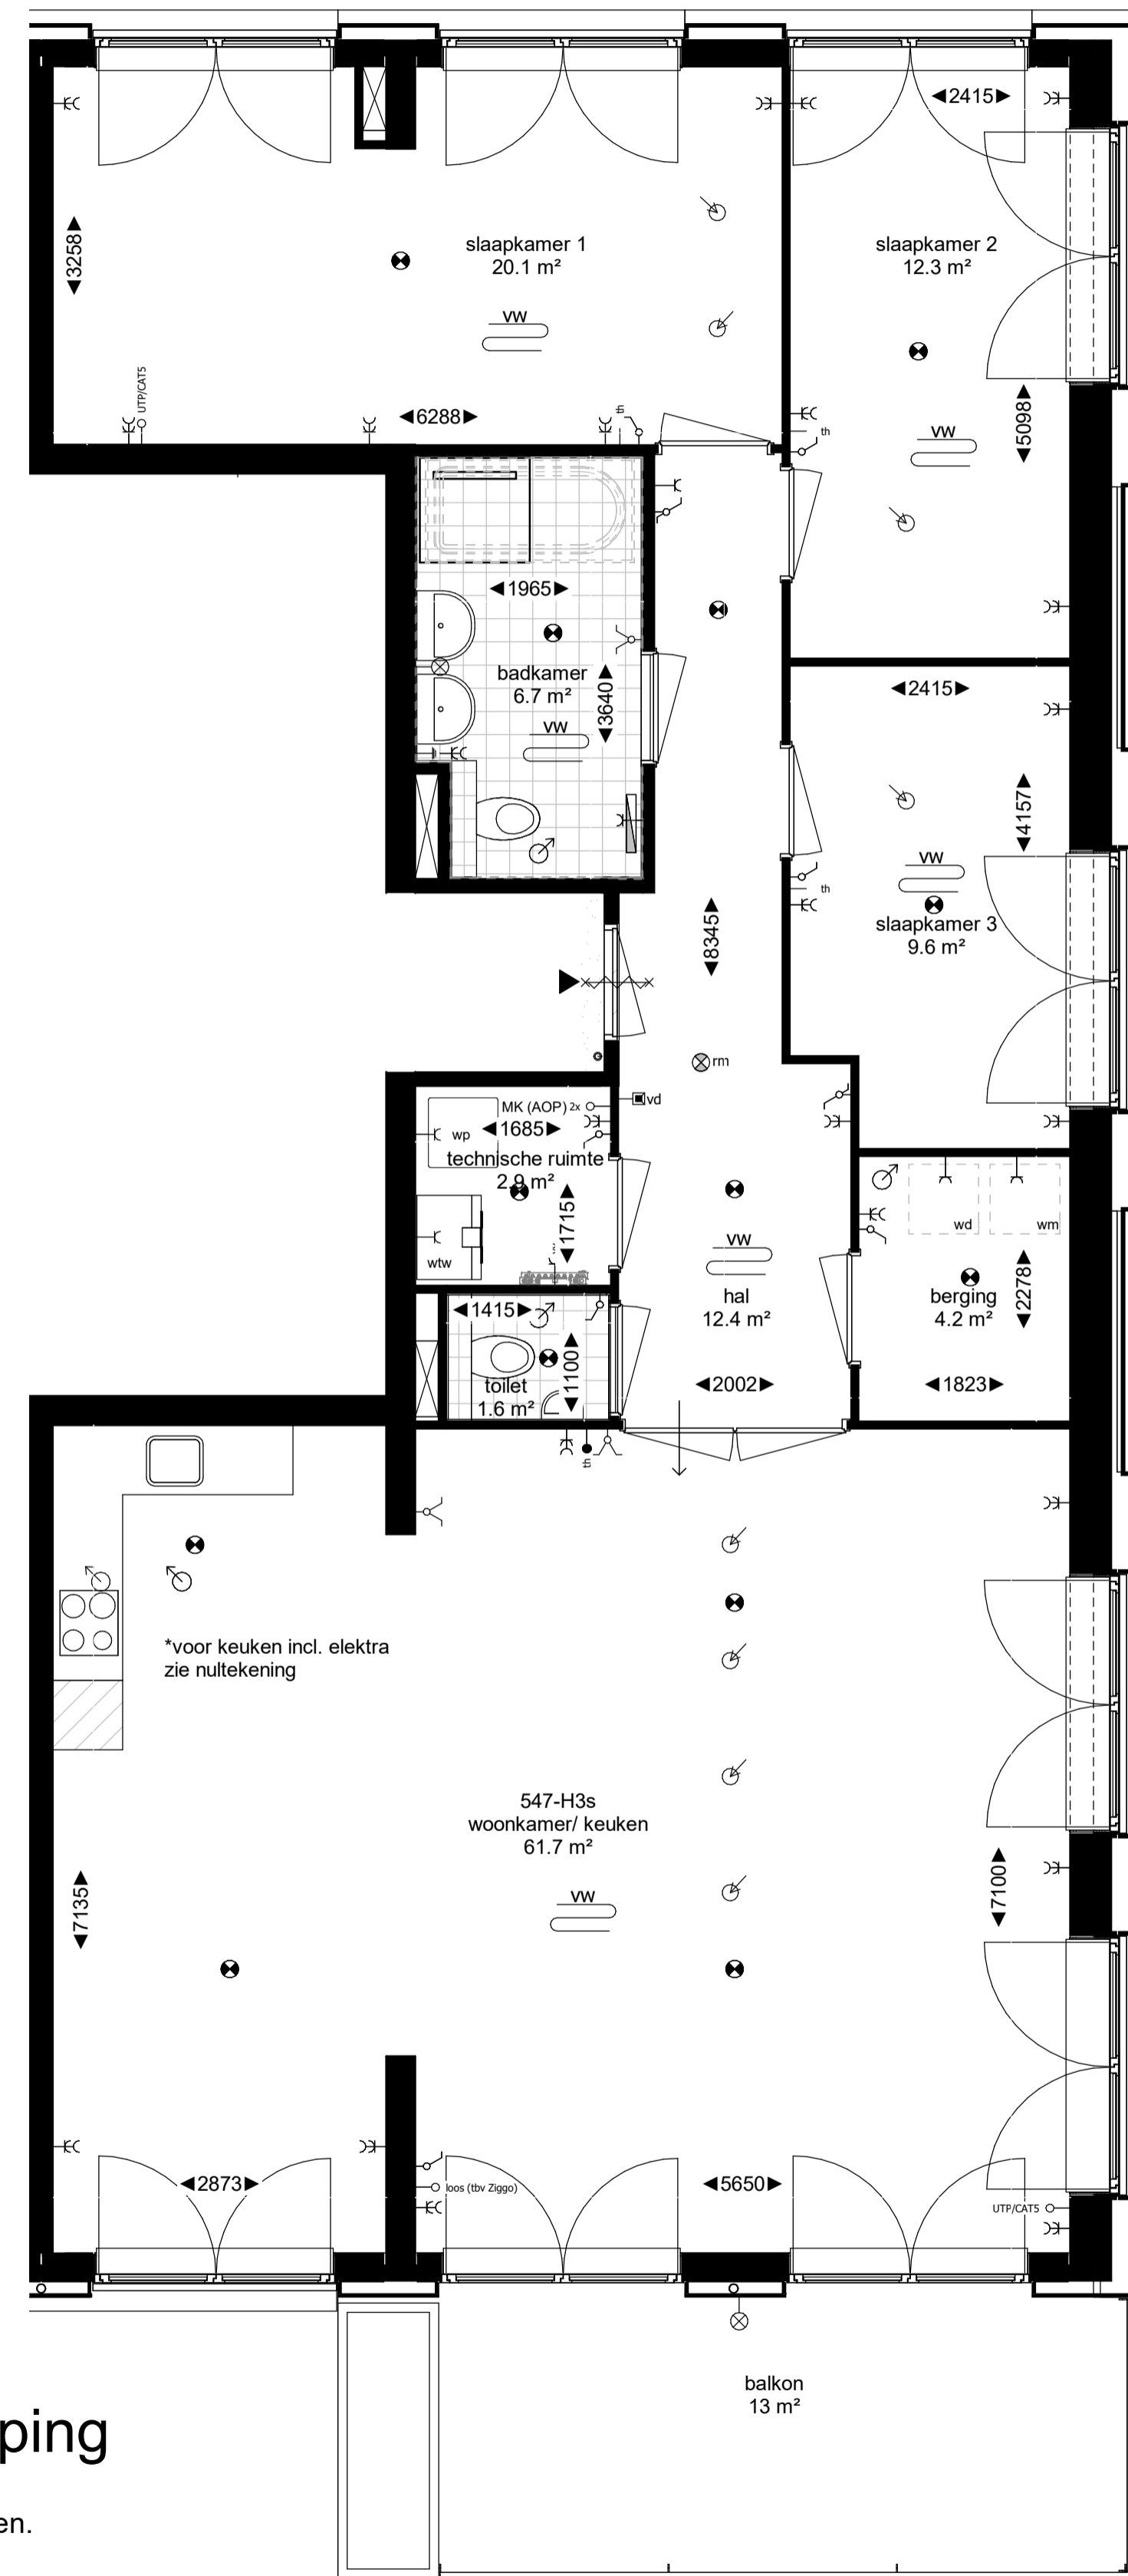 2415
3258
slaapkamer 1
20.1 m²
slaapkamer 2
12.3 m²
vw
UTP/CAT5
6288
th
5098
th
vw
1965
badkamer
6.7 m²
3640
vw
2415
4157
vw
th
slaapkamer 3
9.6 m²
8345
rm
vd
MK (AOP) 2x
wp
1685
technische ruimte
2.9 m²
1715
wtw
vw
hal
12.4 m²
wd
wm
berging
4.2 m²
2278
1415
1100
toilet
1.6 m²
2002
1823
th
*voor keuken incl. elektra
zie nultekening
547-H3s
woonkamer/ keuken
61.7 m²
vw
7135
7100
2873
loos (tbv Ziggo)
5650
UTP/CAT5
balkon
13 m²
ping
en.